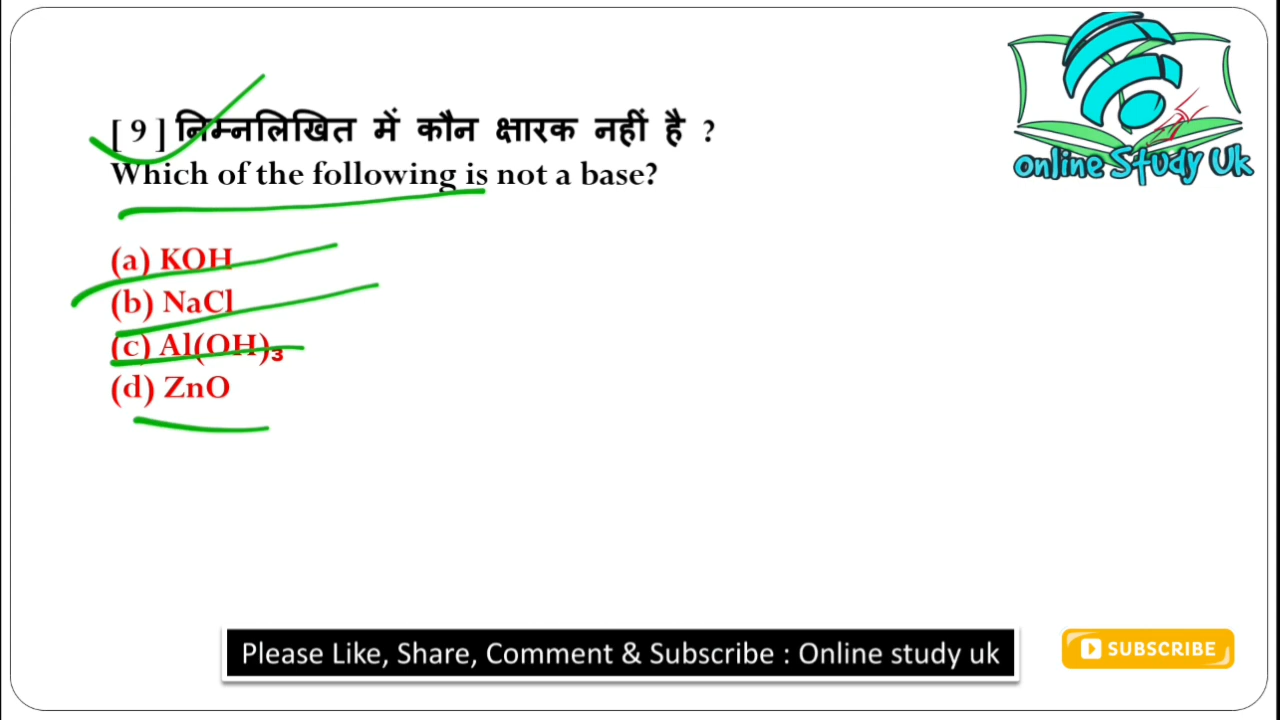 [ 9 ] निम्नलिखित में कौन क्षारक नहीं है ?
Which of the following is not a base?
(a) KOH
(b) NaCl
(c) Al(OH)₃
(d) ZnO
Online Study Uk
Please Like, Share, Comment & Subscribe : Online study uk
SUBSCRIBE